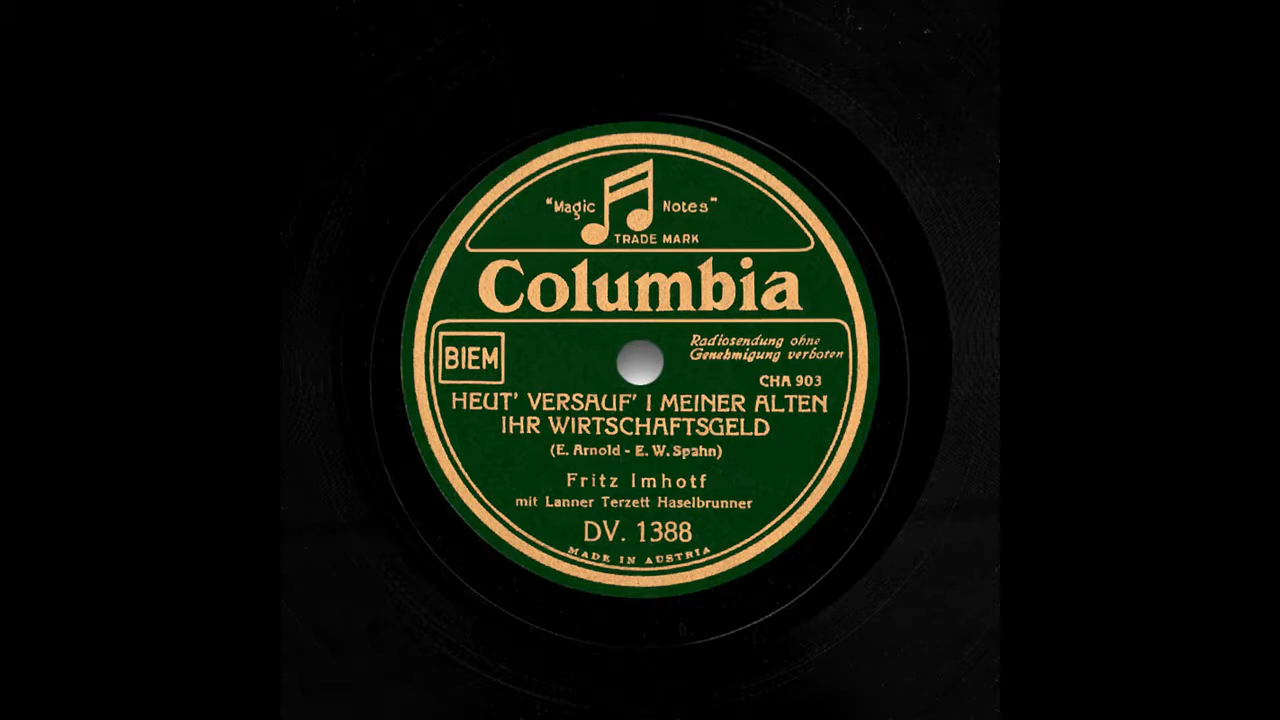 "Magic Notes"
TRADE MARK
Columbia
BIEM
Radiosendung ohne
Genehmigung verboten
CHA 903
HEUT' VERSAUF' I MEINER ALTEN
IHR WIRTSCHAFTSGELD
(E. Arnold - E. W. Spahn)
Fritz Imhotf
mit Lanner Terzett Haselbrunner
DV. 1388
MADE IN AUSTRIA